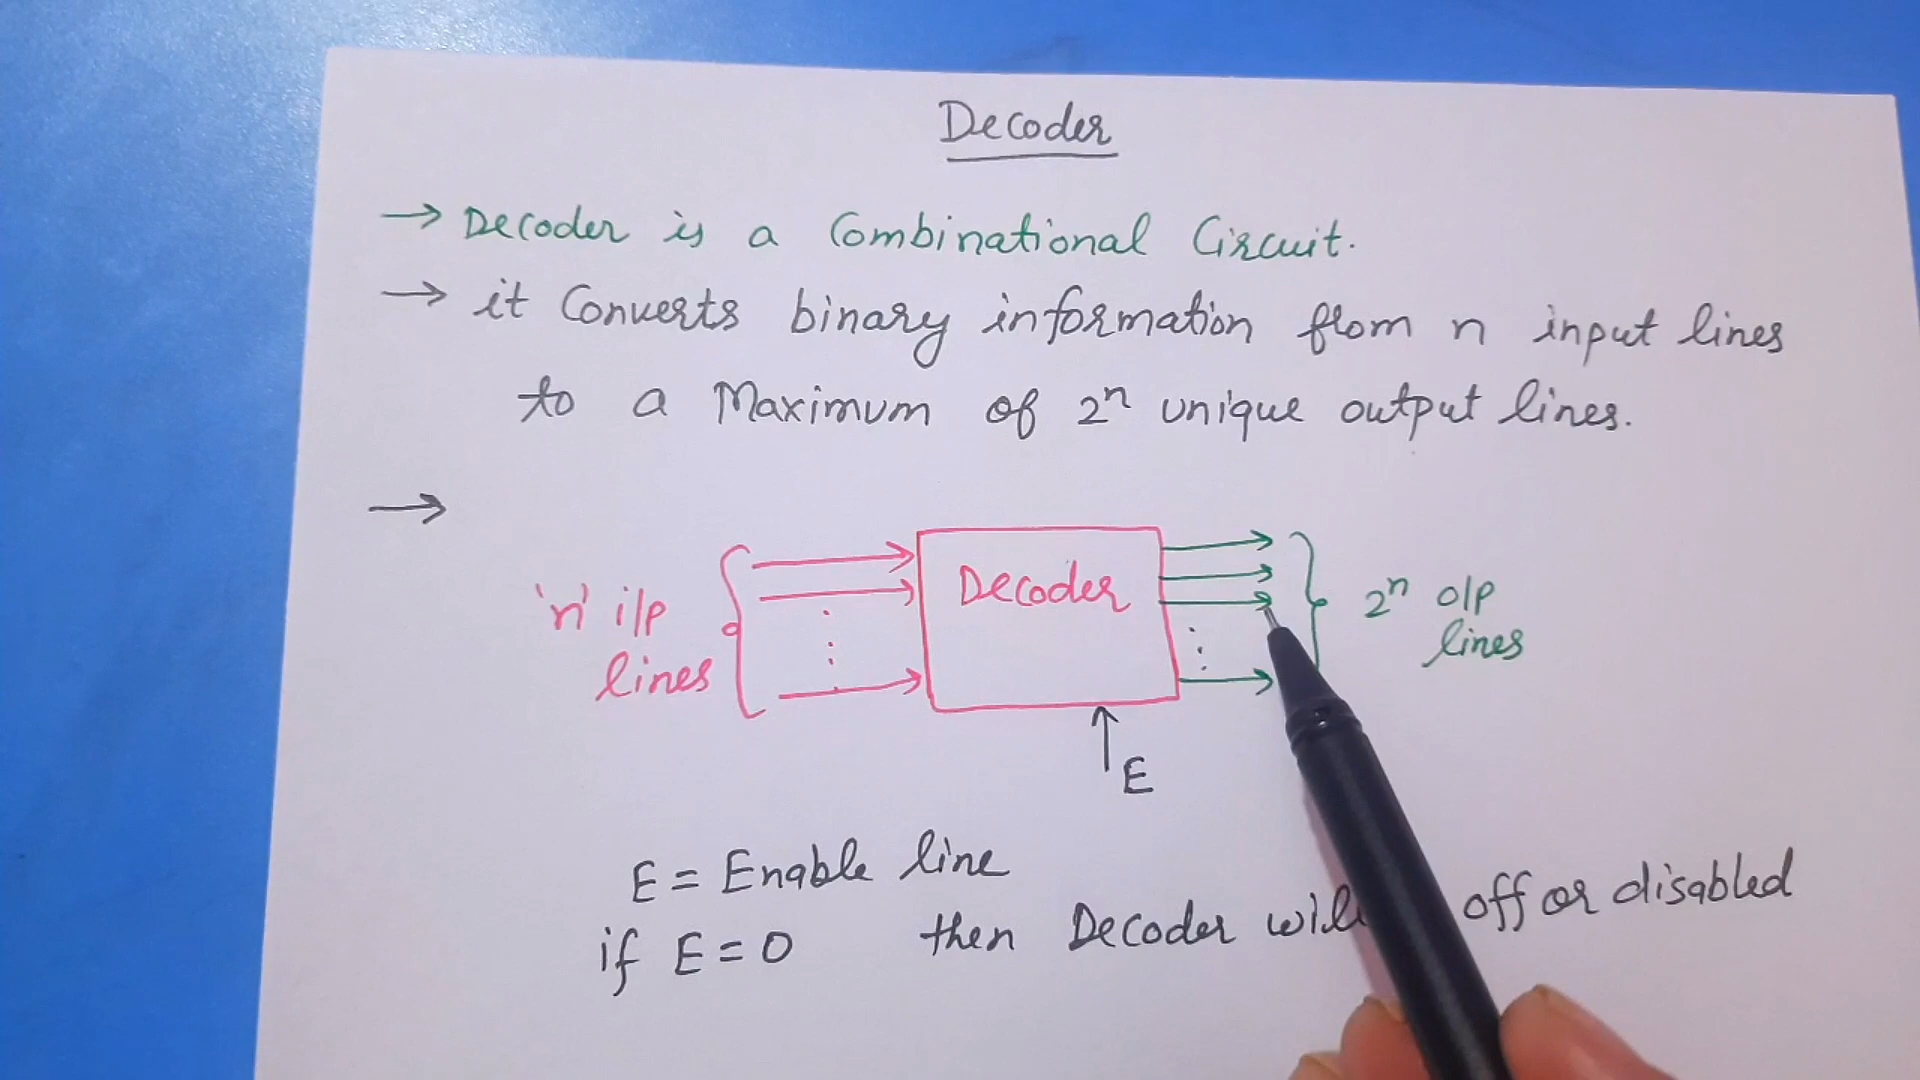 Decoder
→ Decoder is a Combinational Circuit.
→ it Converts binary information from n input lines
to a Maximum of 2ⁿ unique output lines.
→
'n' i/p
lines
Decoder
2ⁿ o/p
lines
E
E = Enable line
if E = 0 then Decoder will off or disabled